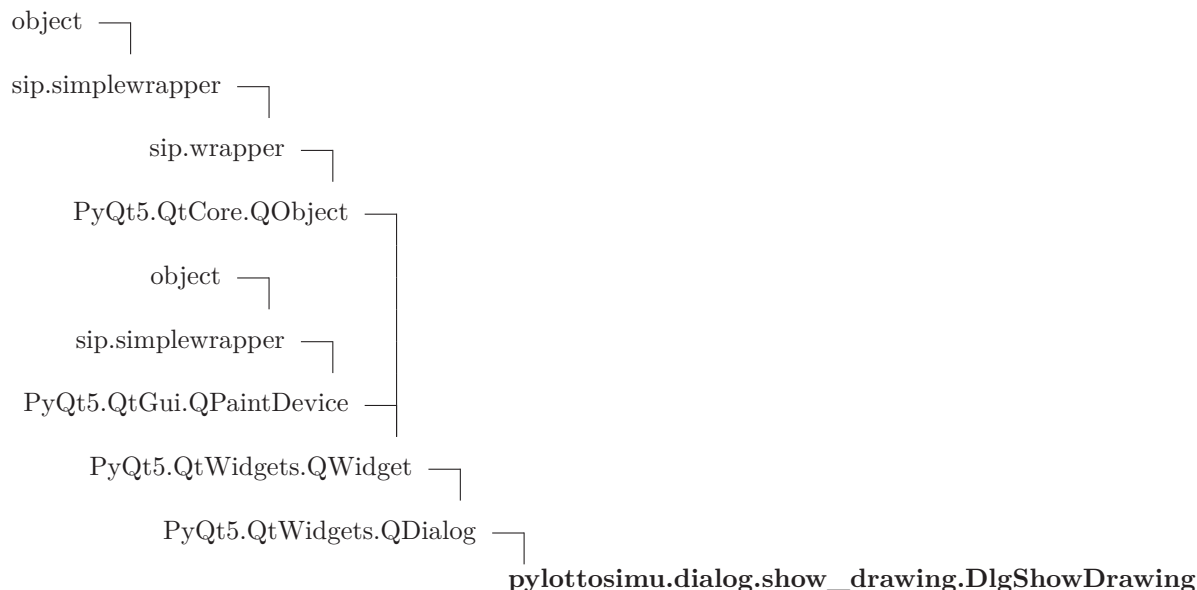 object
sip.simplewrapper
sip.wrapper
PyQt5.QtCore.QObject
object
sip.simplewrapper
PyQt5.QtGui.QPaintDevice
PyQt5.QtWidgets.QWidget
PyQt5.QtWidgets.QDialog
pylottosimu.dialog.show_drawing.DlgShowDrawing